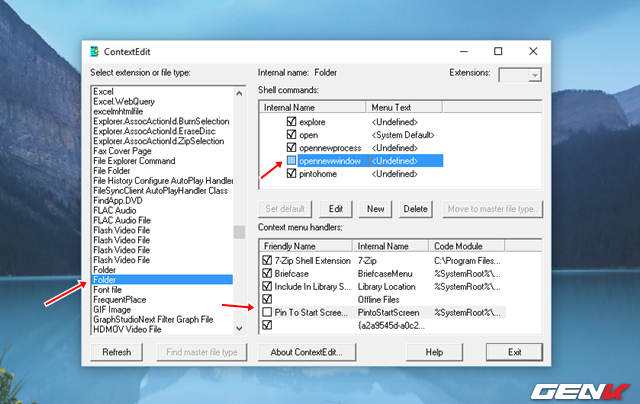 ContextEdit
Select extension or file type:
Internal name: Folder
Extensions:
Excel
Excel.WebQuery
excelmhtmlfile
Explorer.AssocActionId.BurnSelection
Explorer.AssocActionId.EraseDisc
Explorer.AssocActionId.ZipSelection
Fax Cover Page
File Explorer Command
File Folder
File History Configure AutoPlay Handler
FileSyncClient AutoPlayHandler Class
FindApp.DVD
FLAC Audio
FLAC Audio File
Flash Video File
Flash Video File
Flash Video File
Flash Video File
Folder
Folder
Font file
FrequentPlace
GIF Image
GraphStudioNext Filter Graph File
HDMOV Video File
Shell commands:
Internal Name Menu Text
explore <Undefined>
open <System Default>
opennewprocess <Undefined>
opennewwindow <Undefined>
pintohome <Undefined>
Set default Edit New Delete Move to master file type...
Context menu handlers:
Friendly Name Internal Name Code Module
7-Zip Shell Extension 7-Zip C:\Program Files...
Briefcase BriefcaseMenu %SystemRoot%\...
Include In Library S... Library Location %SystemRoot%\...
Offline Files
Pin To Start Scree... PintoStartScreen %SystemRoot%\...
{a2a9545d-a0c2...
Refresh Find master file type About ContextEdit... Help Exit
GENK